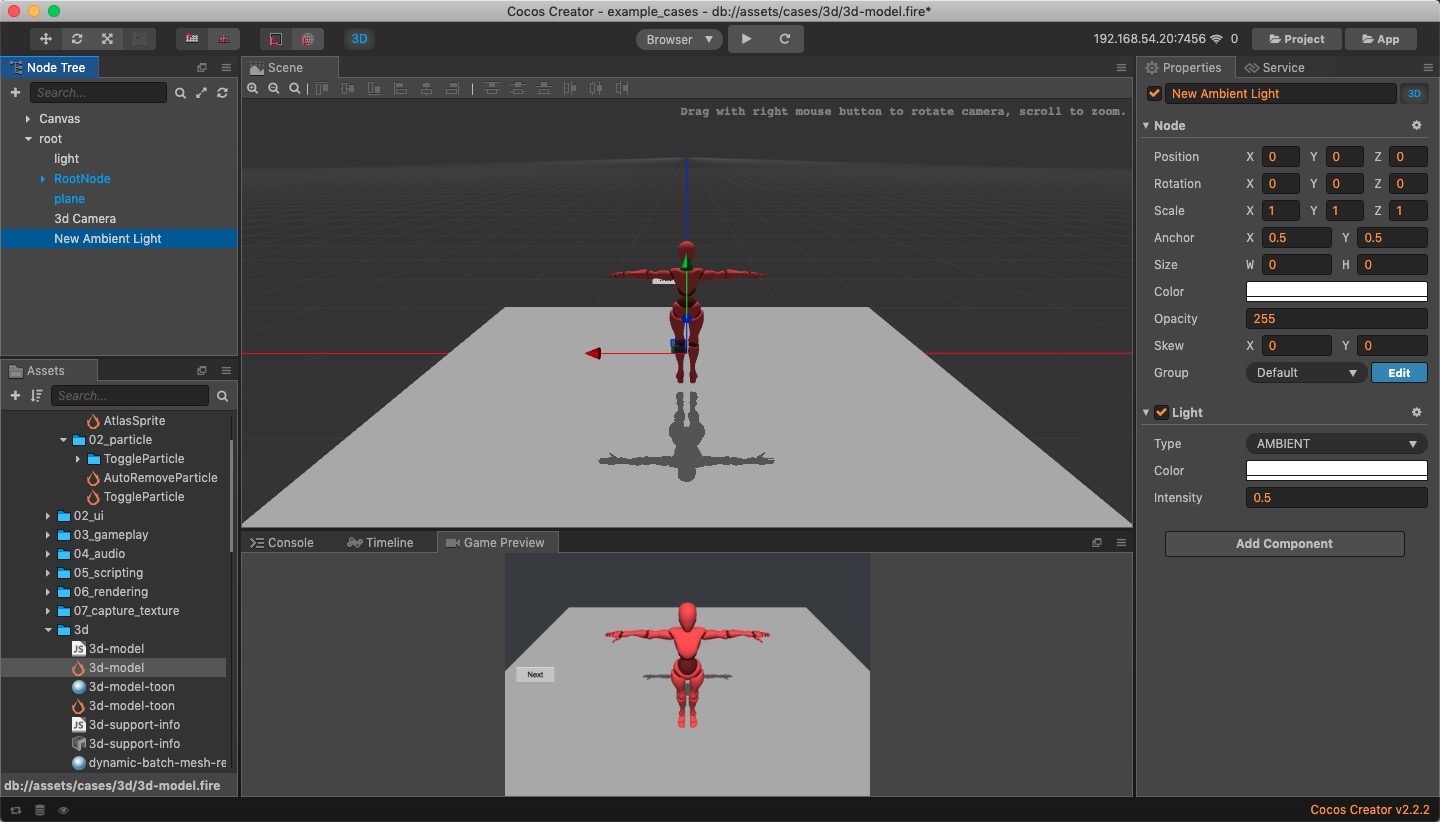 Cocos Creator - example_cases - db://assets/cases/3d/3d-model.fire*
3D
Browser
192.168.54.20:7456
0
Project
App
Node Tree
Search...
Canvas
root
light
RootNode
plane
3d Camera
New Ambient Light
Scene
Drag with right mouse button to rotate camera, scroll to zoom.
Assets
Search...
AtlasSprite
02_particle
ToggleParticle
AutoRemoveParticle
ToggleParticle
02_ui
03_gameplay
04_audio
05_scripting
06_rendering
07_capture_texture
3d
JS 3d-model
3d-model
3d-model-toon
3d-model-toon
JS 3d-support-info
3d-support-info
dynamic-batch-mesh-re
db://assets/cases/3d/3d-model.fire
Console
Timeline
Game Preview
Next
Properties
Service
New Ambient Light
3D
Node
Position X 0 Y 0 Z 0
Rotation X 0 Y 0 Z 0
Scale X 1 Y 1 Z 1
Anchor X 0.5 Y 0.5
Size W 0 H 0
Color
Opacity 255
Skew X 0 Y 0
Group Default Edit
Light
Type AMBIENT
Color
Intensity 0.5
Add Component
Cocos Creator v2.2.2